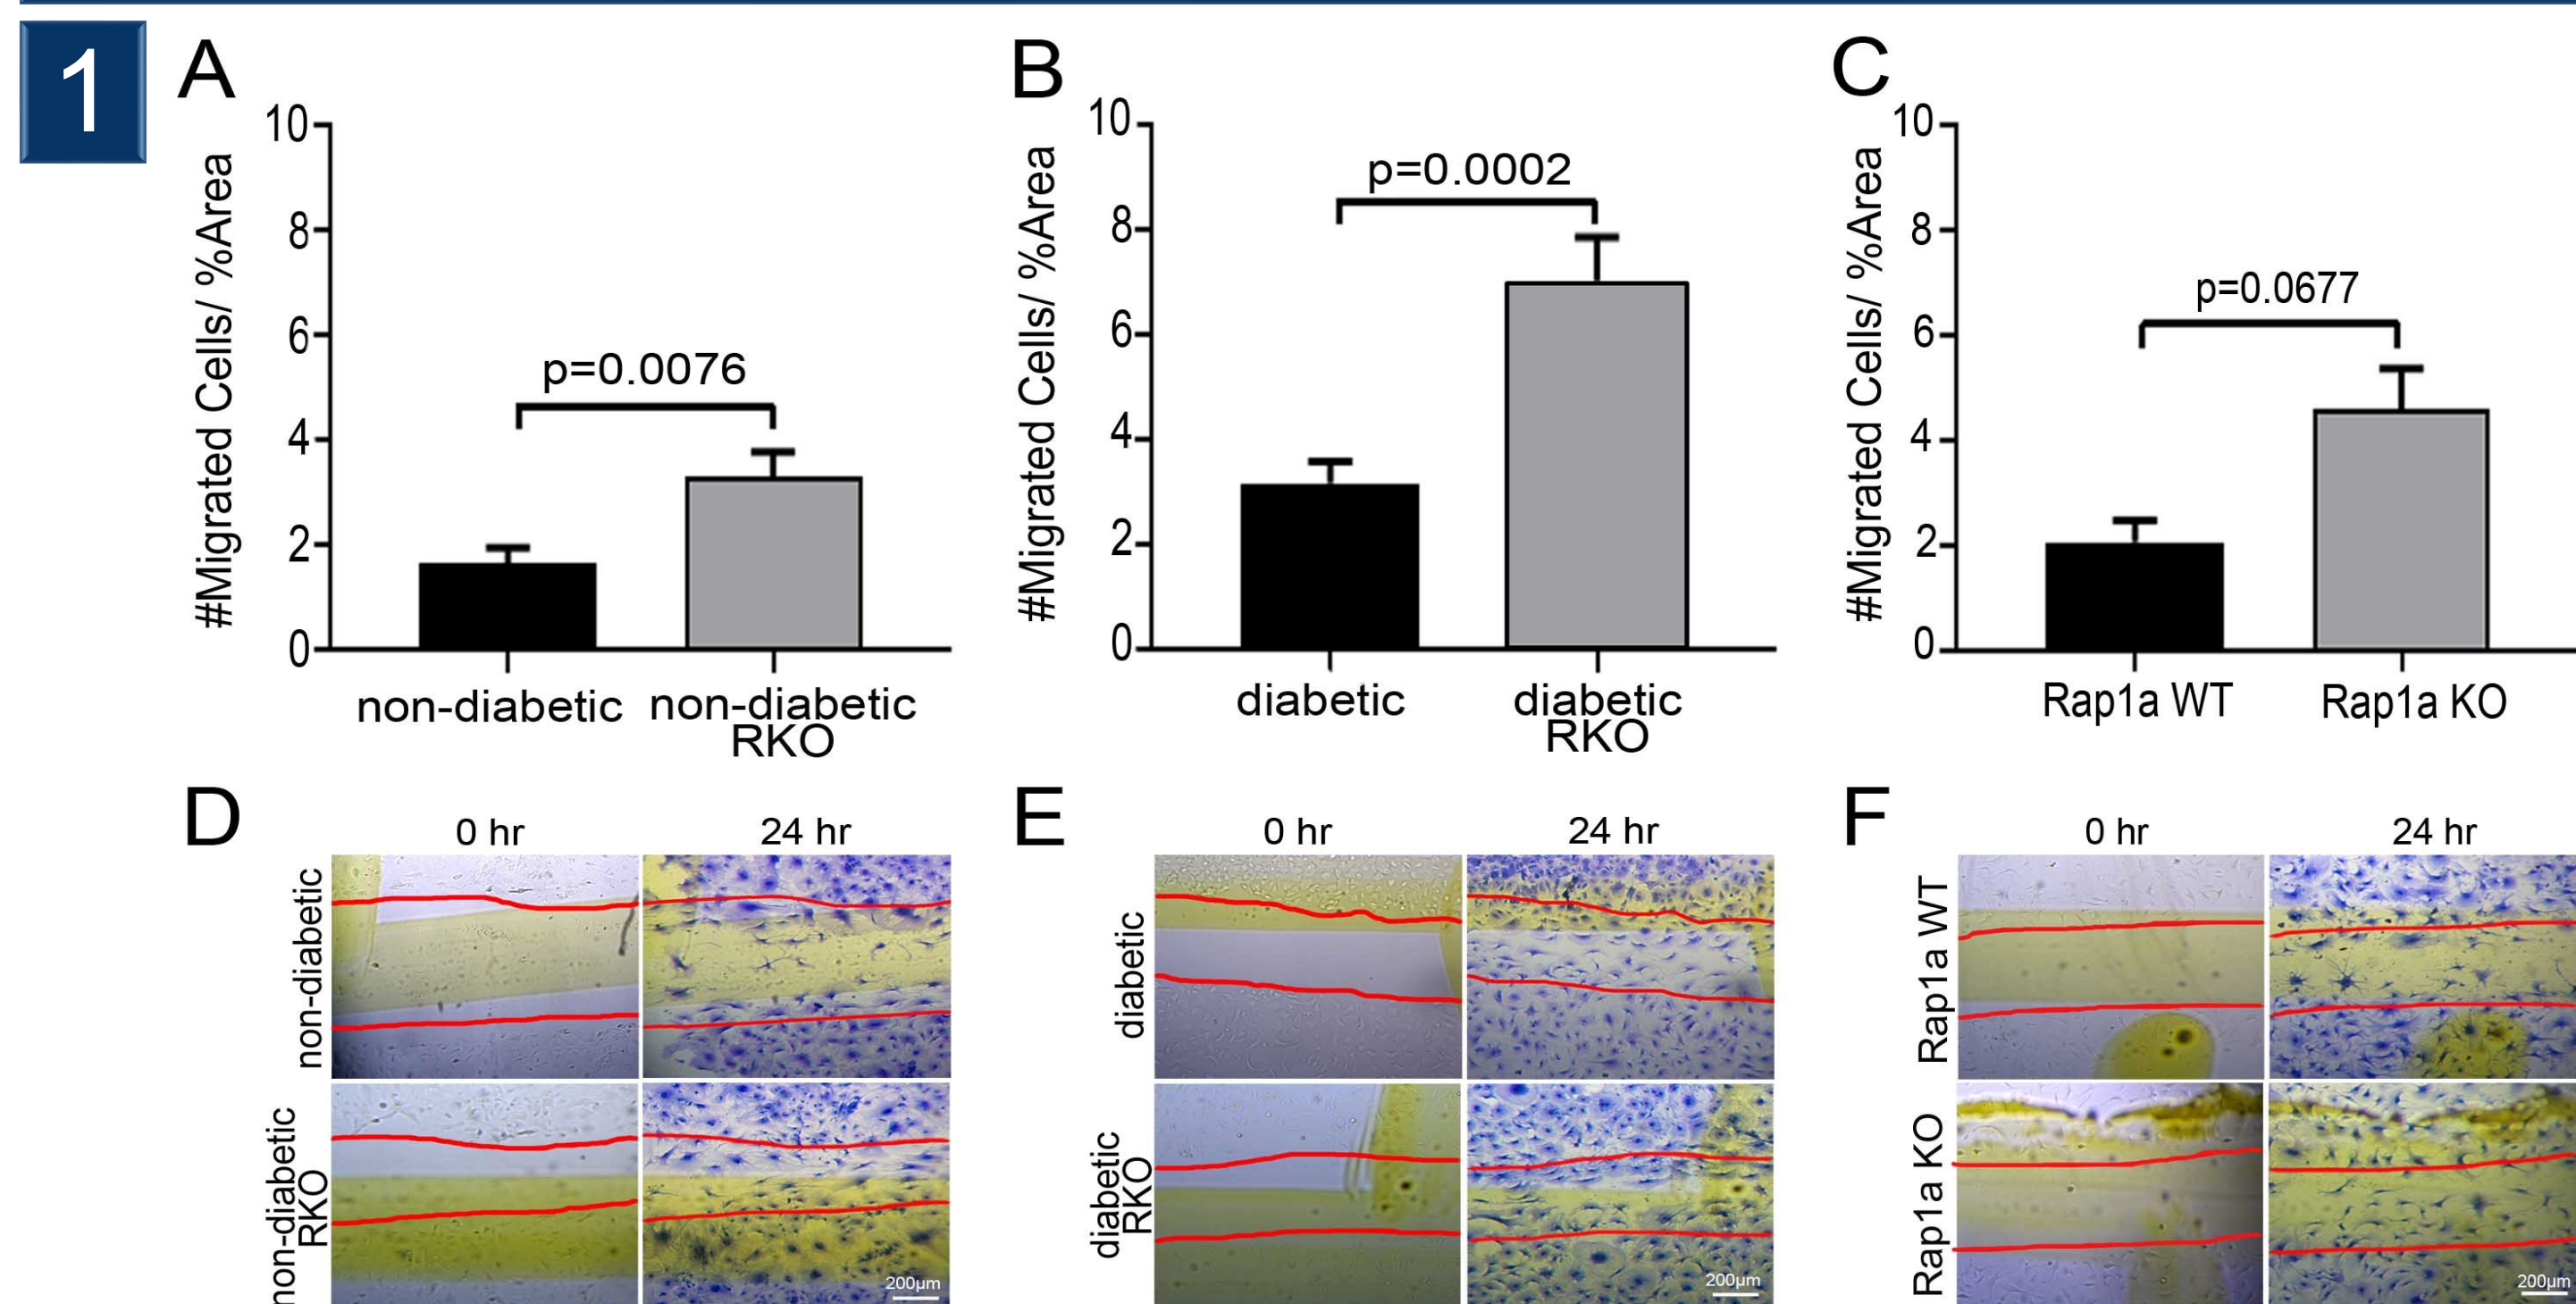 1
A
10
8
6
4
2
0
#Migrated Cells/ %Area
p=0.0076
non-diabetic
non-diabetic
RKO
B
10
8
6
4
2
0
#Migrated Cells/ %Area
p=0.0002
diabetic
diabetic
RKO
C
10
8
6
4
2
0
#Migrated Cells/ %Area
p=0.0677
Rap1a WT
Rap1a KO
D
0 hr
24 hr
non-diabetic
non-diabetic
RKO
200µm
E
0 hr
24 hr
diabetic
diabetic
RKO
200µm
F
0 hr
24 hr
Rap1a WT
Rap1a KO
200µm